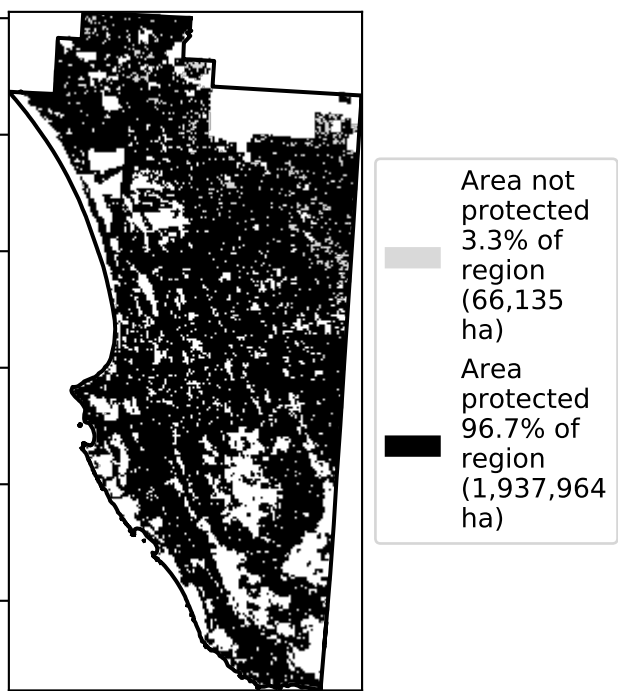 Area not
protected
3.3% of
region
(66,135
ha)
Area
protected
96.7% of
region
(1,937,964
ha)